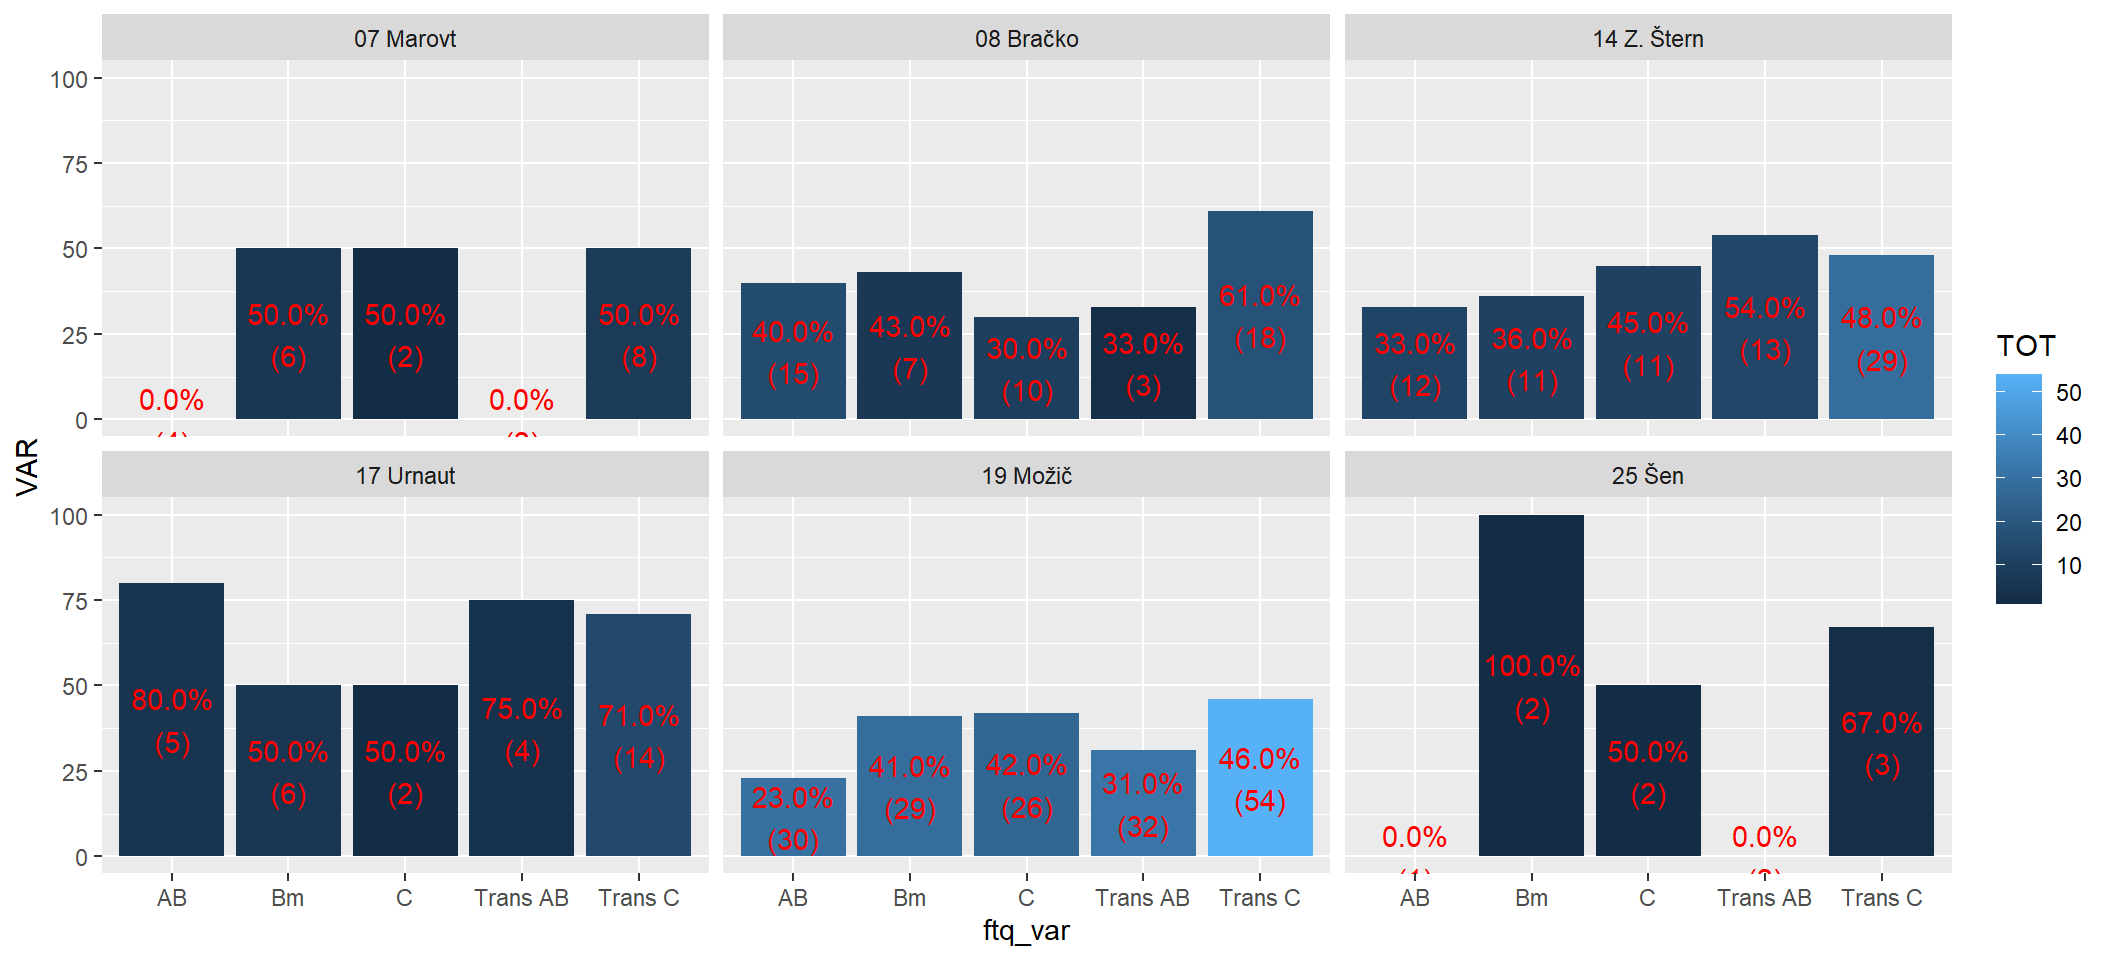 07 Marovt
08 Bračko
14 Z. Štern
100
75
50
25
0
VAR
0.0%
50.0%
(6)
50.0%
(2)
0.0%
50.0%
(8)
40.0%
(15)
43.0%
(7)
30.0%
(10)
33.0%
(3)
61.0%
(18)
33.0%
(12)
36.0%
(11)
45.0%
(11)
54.0%
(13)
48.0%
(29)
17 Urnaut
19 Možič
25 Šen
100
75
50
25
0
80.0%
(5)
50.0%
(6)
50.0%
(2)
75.0%
(4)
71.0%
(14)
23.0%
(30)
41.0%
(29)
42.0%
(26)
31.0%
(32)
46.0%
(54)
0.0%
100.0%
(2)
50.0%
(2)
0.0%
67.0%
(3)
AB
Bm
C
Trans AB
Trans C
AB
Bm
C
Trans AB
Trans C
AB
Bm
C
Trans AB
Trans C
ftq_var
TOT
50
40
30
20
10